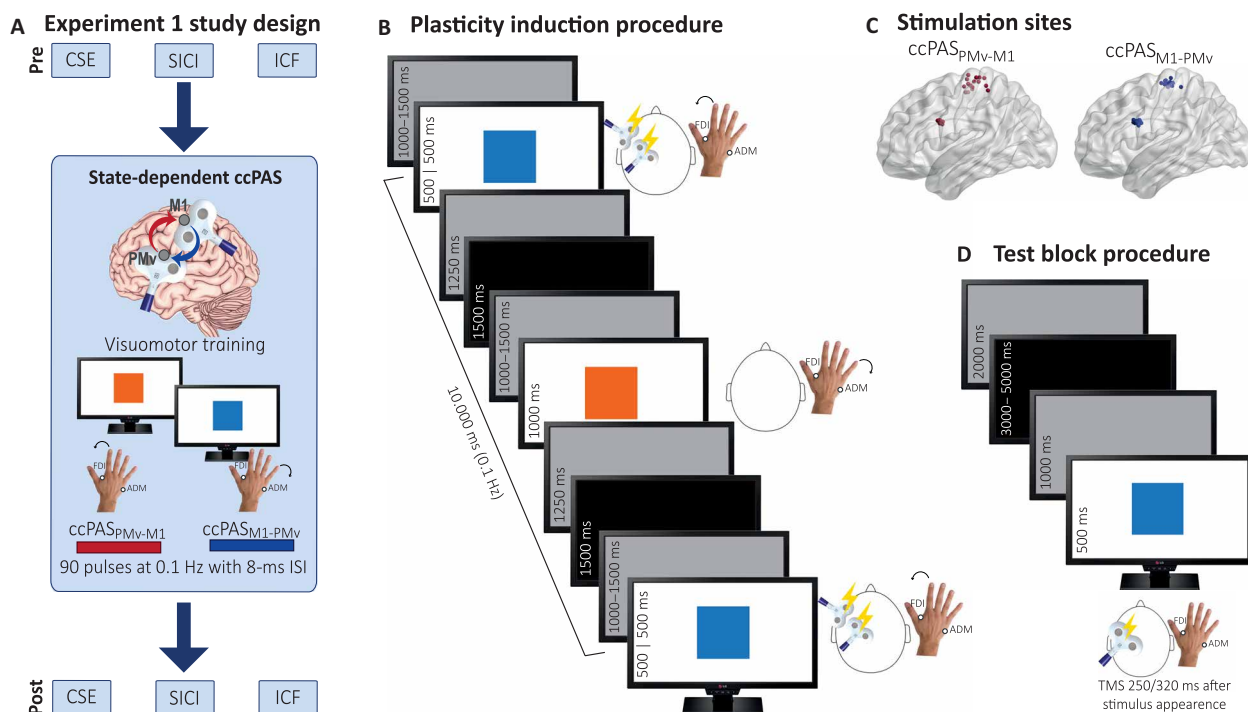 A Experiment 1 study design
Pre
CSE
SICI
ICF
State-dependent ccPAS
M1
PMv
Visuomotor training
FDI
ADM
FDI
ADM
ccPASPMv-M1
ccPASM1-PMv
90 pulses at 0.1 Hz with 8-ms ISI
Post
CSE
SICI
ICF
B Plasticity induction procedure
1000–1500 ms
500 | 500 ms
FDI
ADM
1250 ms
1500 ms
1000–1500 ms
1000 ms
FDI
ADM
10.000 ms (0.1 Hz)
1250 ms
1500 ms
1000–1500 ms
500 | 500 ms
FDI
ADM
C Stimulation sites
ccPASPMv-M1
ccPASM1-PMv
D Test block procedure
2000 ms
3000– 5000 ms
1000 ms
500 ms
FDI
ADM
TMS 250/320 ms after
stimulus appearence